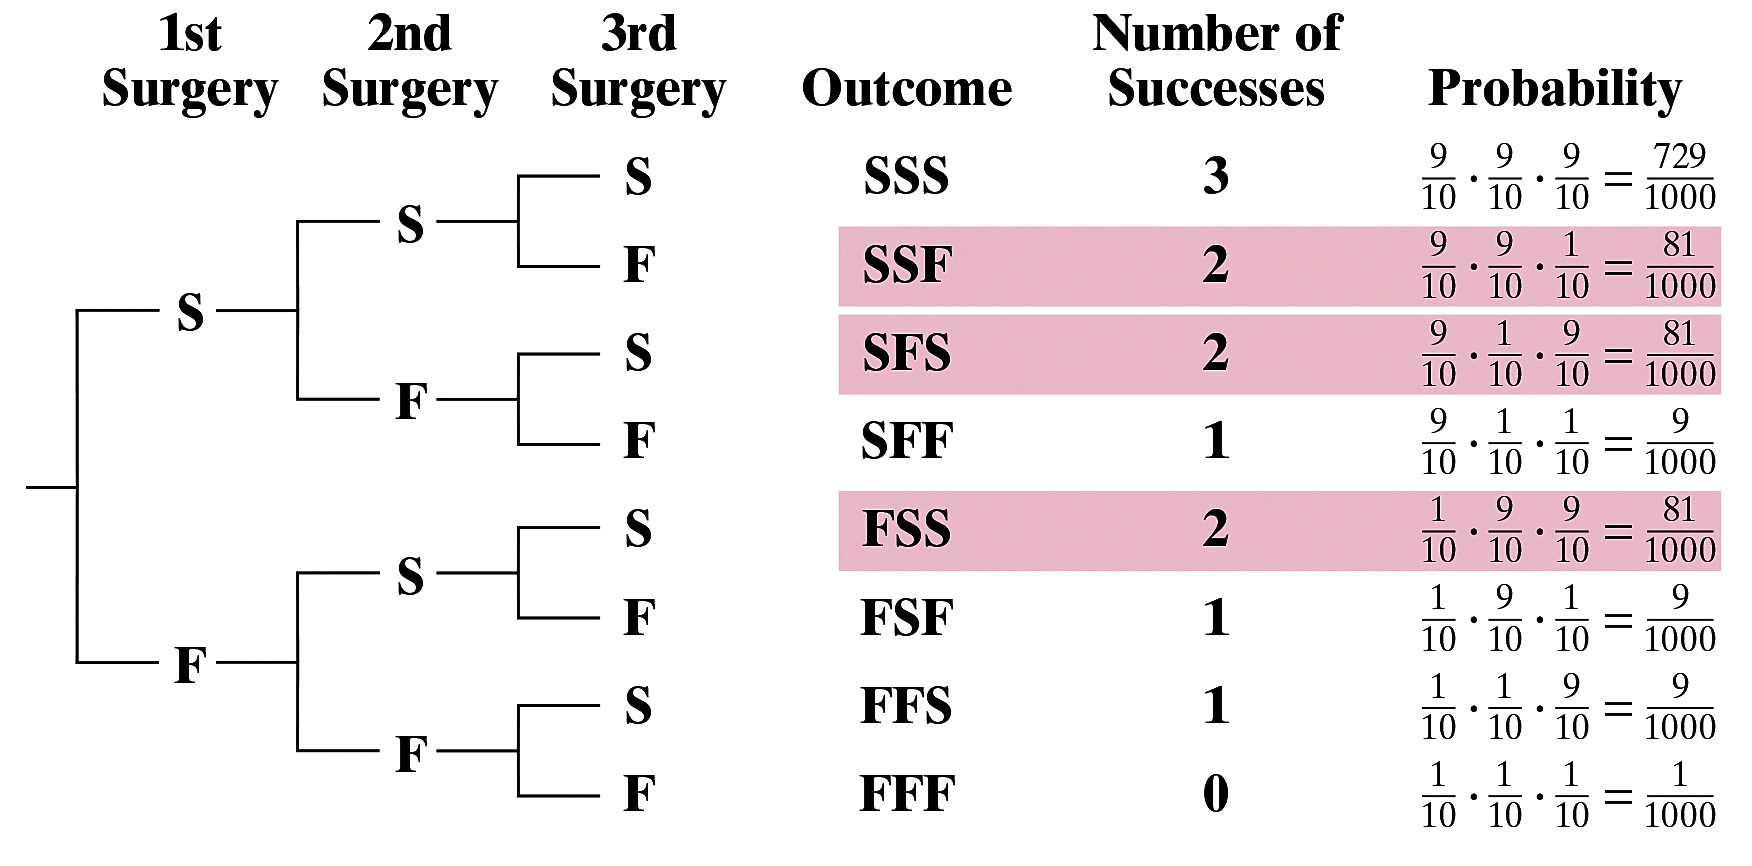 1st Surgery 2nd Surgery 3rd Surgery Outcome Number of Successes Probability
S S S SSS 3 9/10 · 9/10 · 9/10 = 729/1000
F SSF 2 9/10 · 9/10 · 1/10 = 81/1000
F S SFS 2 9/10 · 1/10 · 9/10 = 81/1000
F SFF 1 9/10 · 1/10 · 1/10 = 9/1000
F S S FSS 2 1/10 · 9/10 · 9/10 = 81/1000
F FSF 1 1/10 · 9/10 · 1/10 = 9/1000
F S FFS 1 1/10 · 1/10 · 9/10 = 9/1000
F FFF 0 1/10 · 1/10 · 1/10 = 1/1000